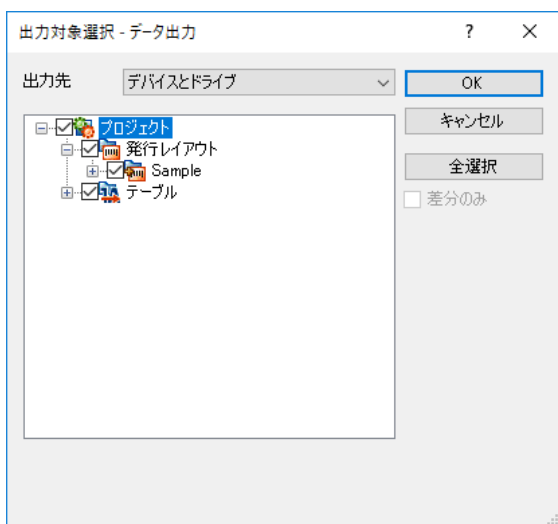 出力対象選択 - データ出力
出力先
デバイスとドライブ
OK
プロジェクト
キャンセル
発行レイアウト
Sample
全選択
テーブル
差分のみ